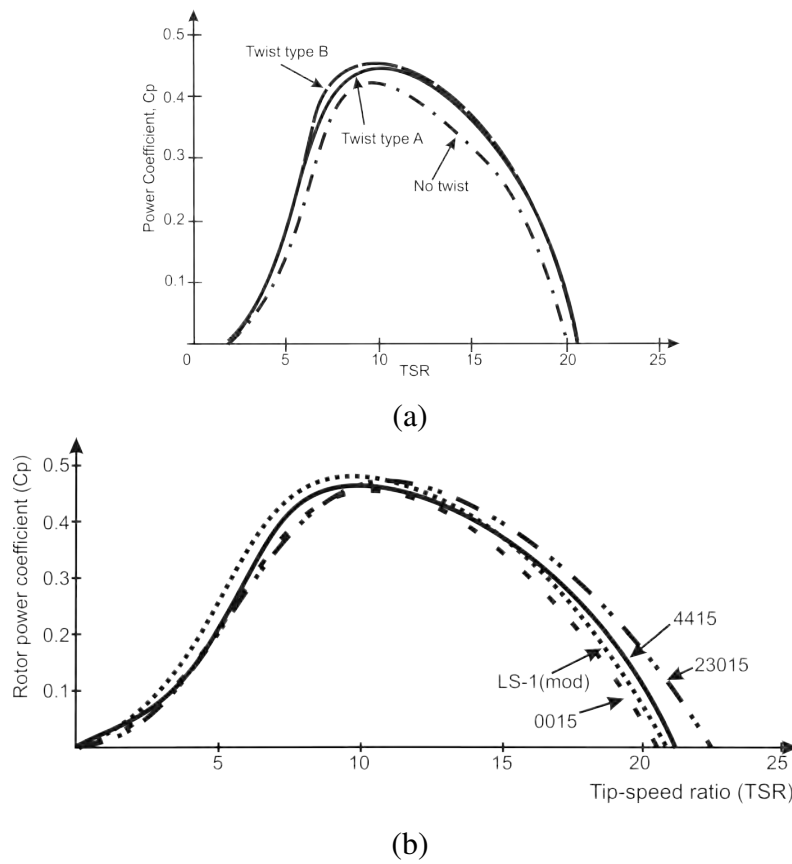 0.5
Twist type B
0.4
Twist type A
0.3
No twist
0.2
0.1
Power Coefficient, Cp
0 5 10 15 20 25
TSR
(a)
0.5
0.4
0.3
0.2
0.1
Rotor power coefficient (Cp)
4415
23015
LS-1(mod)
0015
5 10 15 20 25
Tip-speed ratio (TSR)
(b)